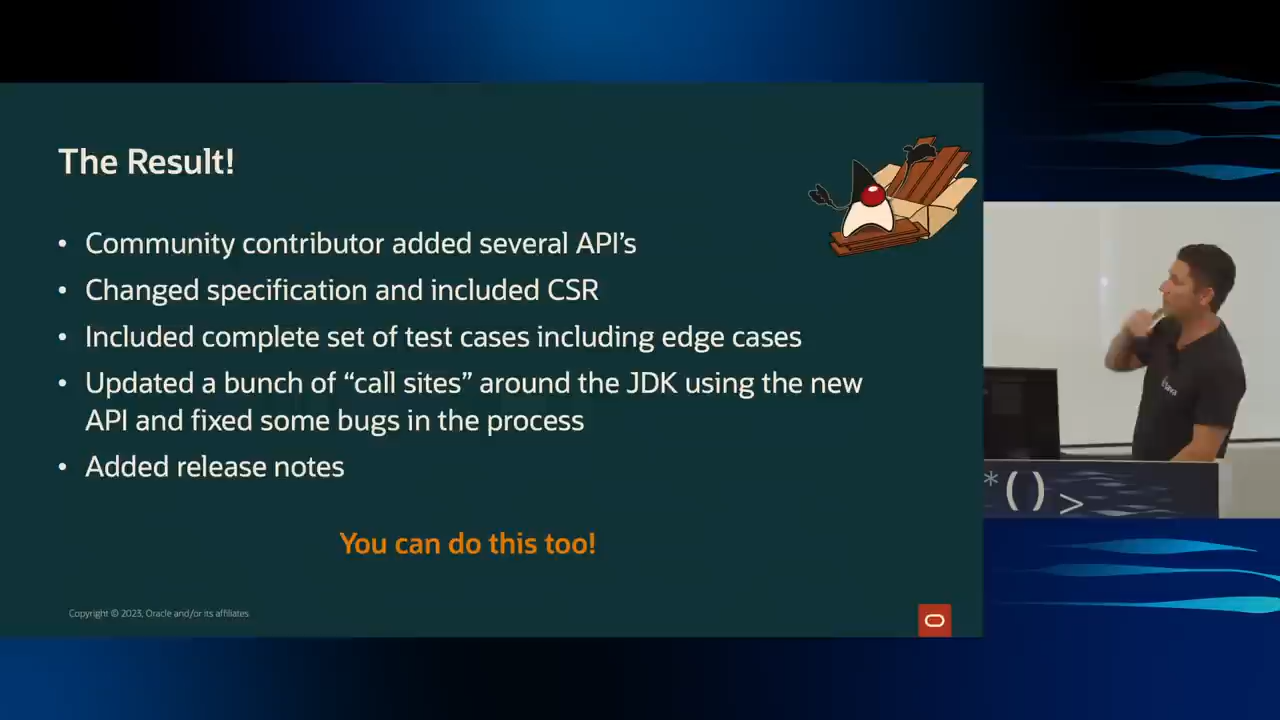 The Result!
• Community contributor added several API's
• Changed specification and included CSR
• Included complete set of test cases including edge cases
• Updated a bunch of “call sites” around the JDK using the new
API and fixed some bugs in the process
• Added release notes
You can do this too!
Copyright © 2023, Oracle and/or its affiliates
*()>